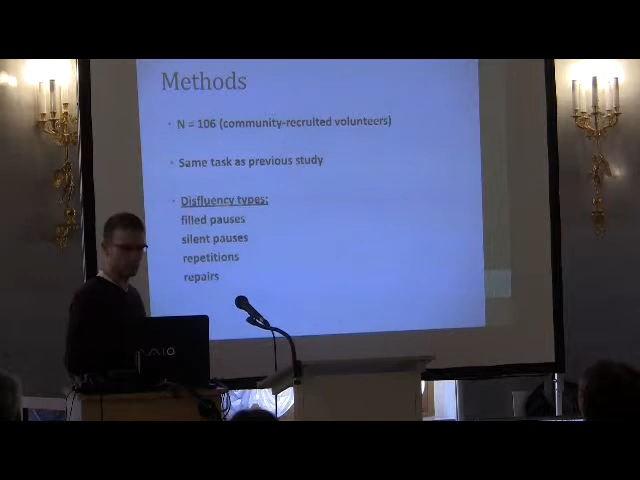 Methods
• N = 106 (community-recruited volunteers)
• Same task as previous study
• Disfluency types:
filled pauses
silent pauses
repetitions
repairs
VAIO